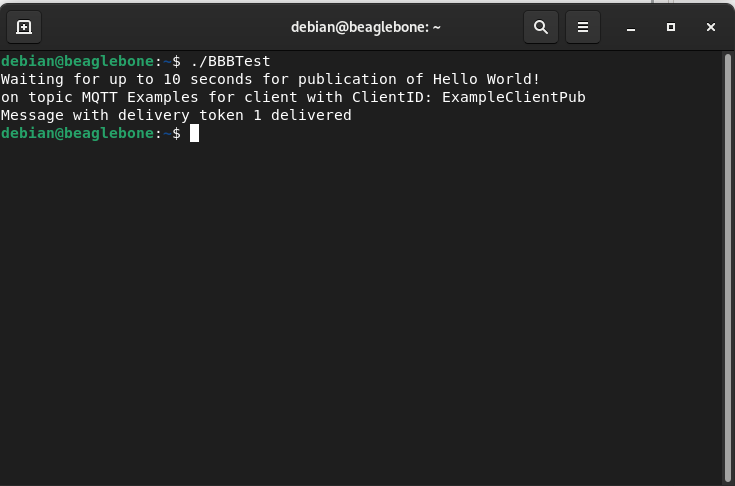 debian@beaglebone: ~
debian@beaglebone:~$ ./BBBTest
Waiting for up to 10 seconds for publication of Hello World!
on topic MQTT Examples for client with ClientID: ExampleClientPub
Message with delivery token 1 delivered
debian@beaglebone:~$